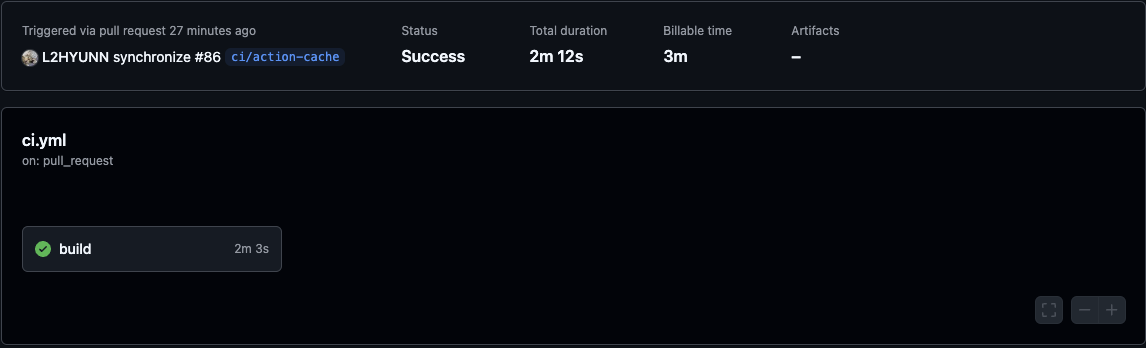 Triggered via pull request 27 minutes ago
L2HYUNN synchronize #86 ci/action-cache
Status
Success
Total duration
2m 12s
Billable time
3m
Artifacts
–
ci.yml
on: pull_request
build 2m 3s